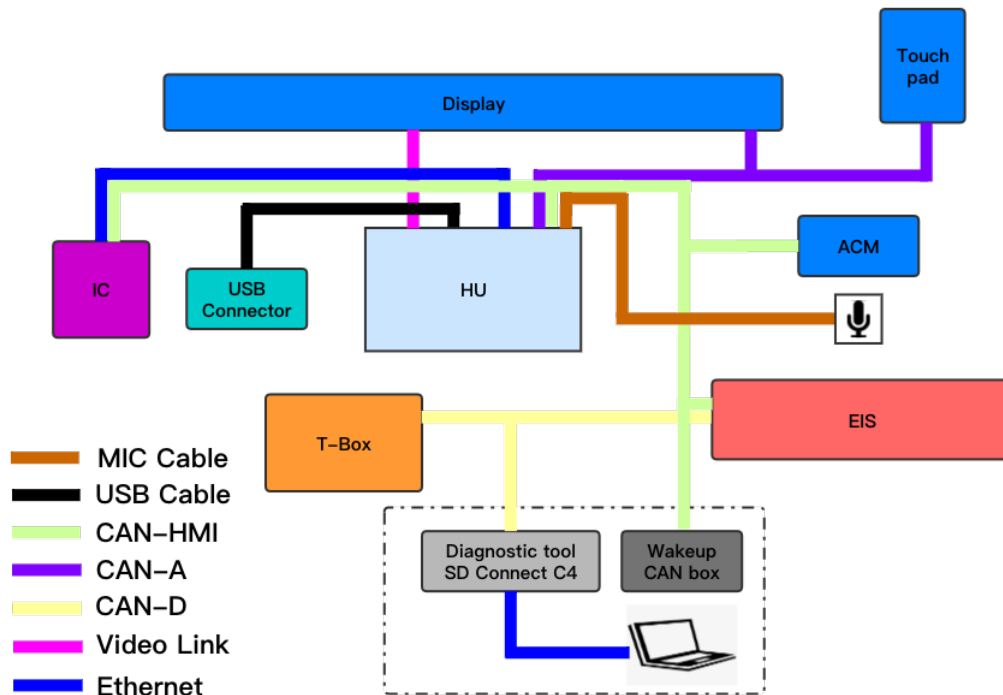 Touch
pad
Display
ACM
IC
USB
Connector
HU
EIS
T-Box
MIC Cable
USB Cable
CAN-HMI
CAN-A
CAN-D
Video Link
Ethernet
Diagnostic tool
SD Connect C4
Wakeup
CAN box